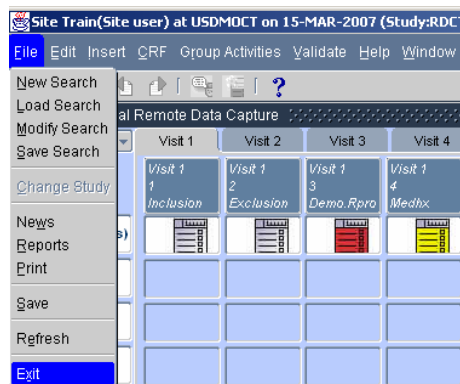 Site Train(Site user) at USDMOCT on 15-MAR-2007 (Study:RDCT
File Edit Insert CRF Group Activities Validate Help Window
New Search
Load Search
Modify Search
Save Search
Change Study
News
Reports
Print
Save
Refresh
Exit
al Remote Data Capture
Visit 1 Visit 2 Visit 3 Visit 4
Visit 1 Visit 1 Visit 1 Visit 1
1 2 3 4
Inclusion Exclusion Demo.Rpro Medhx
s)